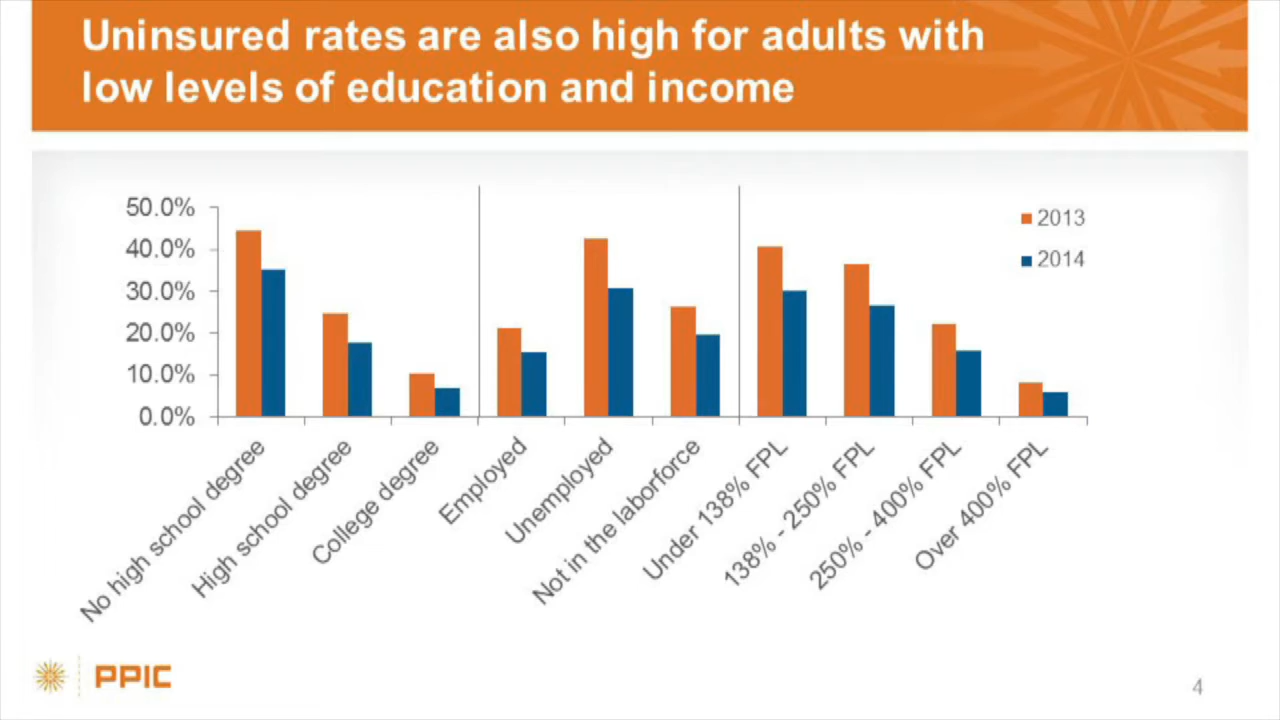 Uninsured rates are also high for adults with
low levels of education and income
50.0%
40.0%
30.0%
20.0%
10.0%
0.0%
2013
2014
No high school degree
High school degree
College degree
Employed
Unemployed
Not in the laborforce
Under 138% FPL
138% - 250% FPL
250% - 400% FPL
Over 400% FPL
PPIC
4